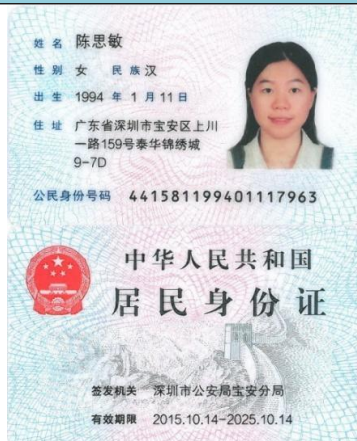 姓名 陈思敏
性别 女 民族 汉
出生 1994 年 1 月 11 日
住址 广东省深圳市宝安区上川
一路159号泰华锦绣城
9-7D
公民身份号码 441581199401117963
中华人民共和国
居民身份证
签发机关 深圳市公安局宝安分局
有效期限 2015.10.14-2025.10.14